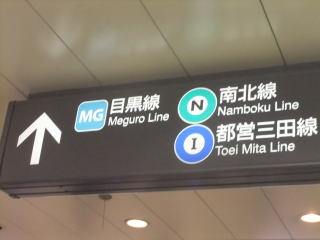 MG 目黒線
Meguro Line
N 南北線
Namboku Line
I 都営三田線
Toei Mita Line